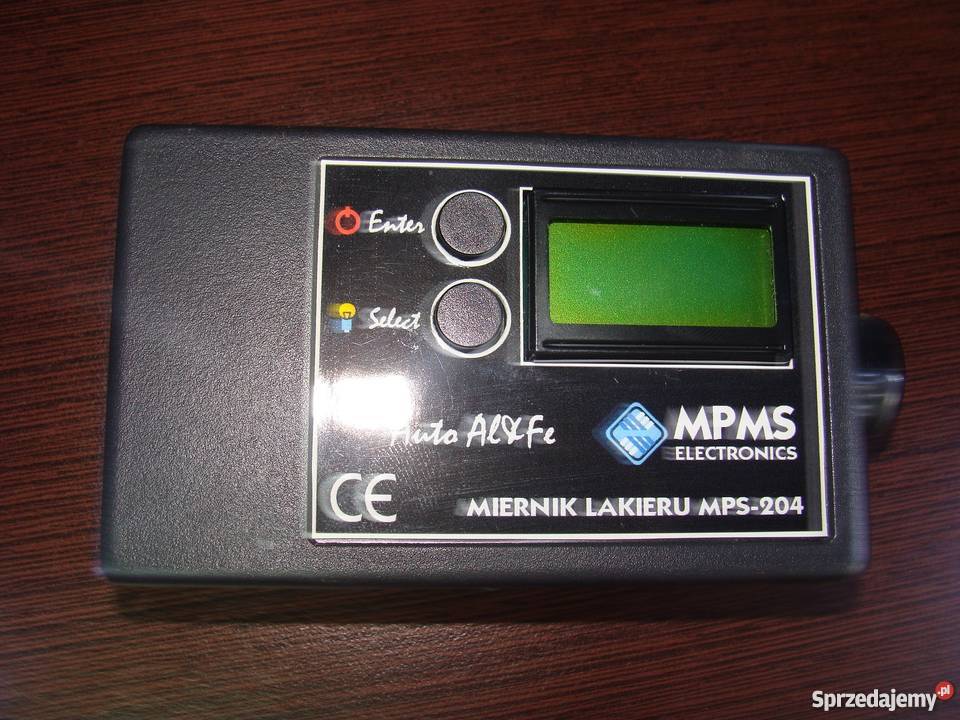 Enter
Select
Auto Al&Fe
MPMS
ELECTRONICS
CE
MIERNIK LAKIERU MPS-204
Sprzedajemy.pl